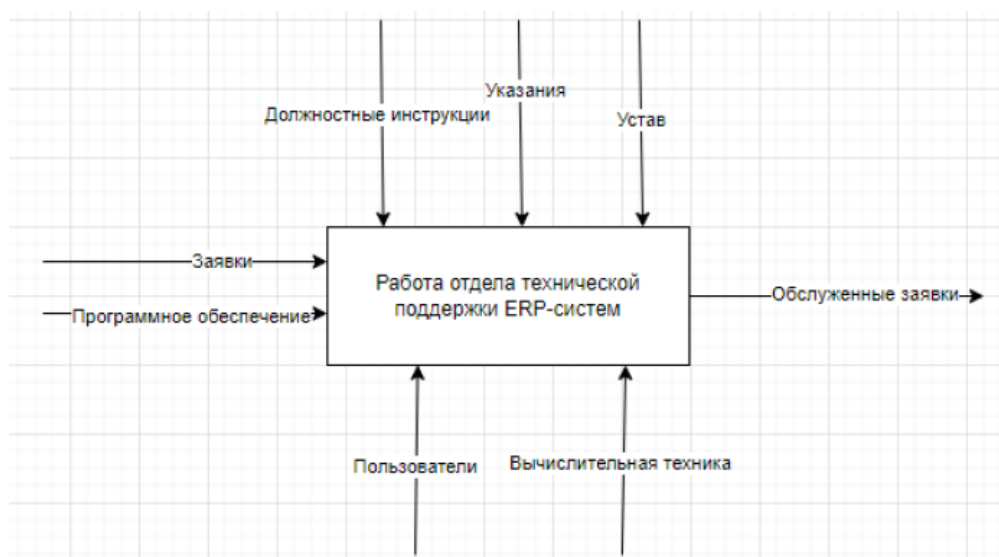 Указания
Должностные инструкции
Устав
Заявки
Работа отдела технической
поддержки ERP-систем
Обслуженные заявки
Программное обеспечение
Пользователи
Вычислительная техника